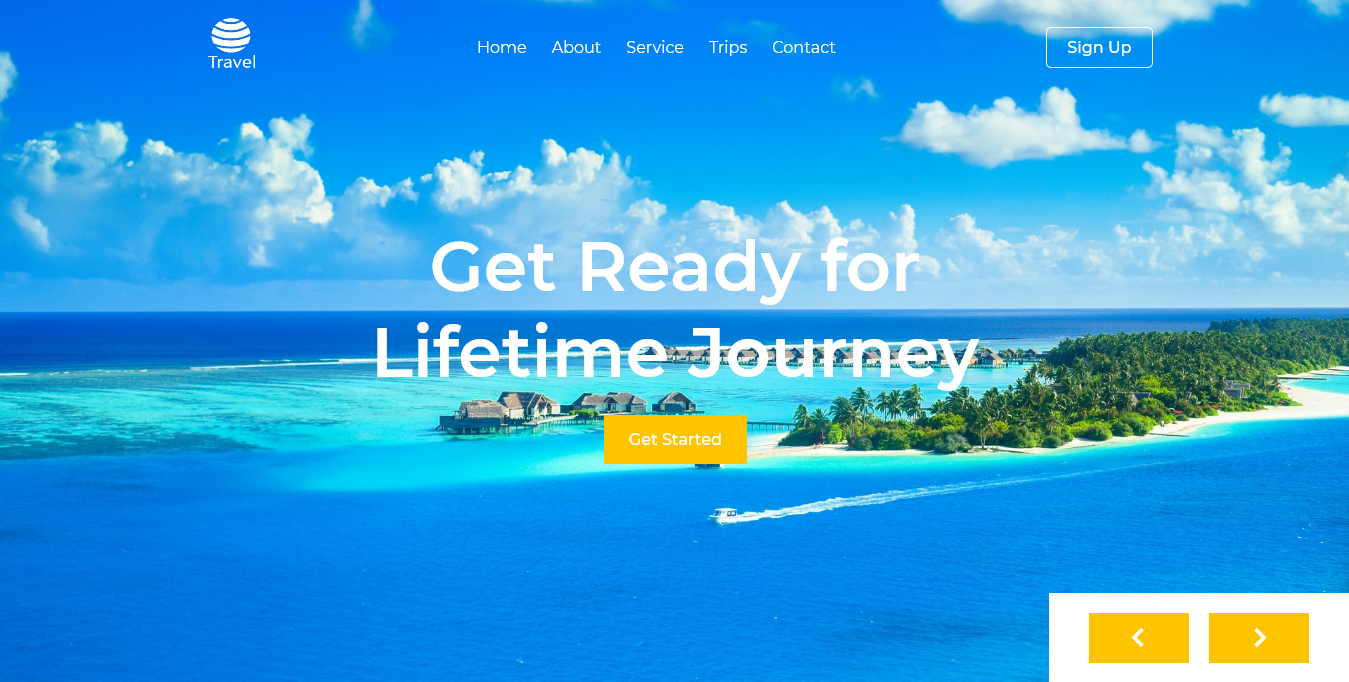 Travel
Home About Service Trips Contact
Sign Up
Get Ready for
Lifetime Journey
Get Started